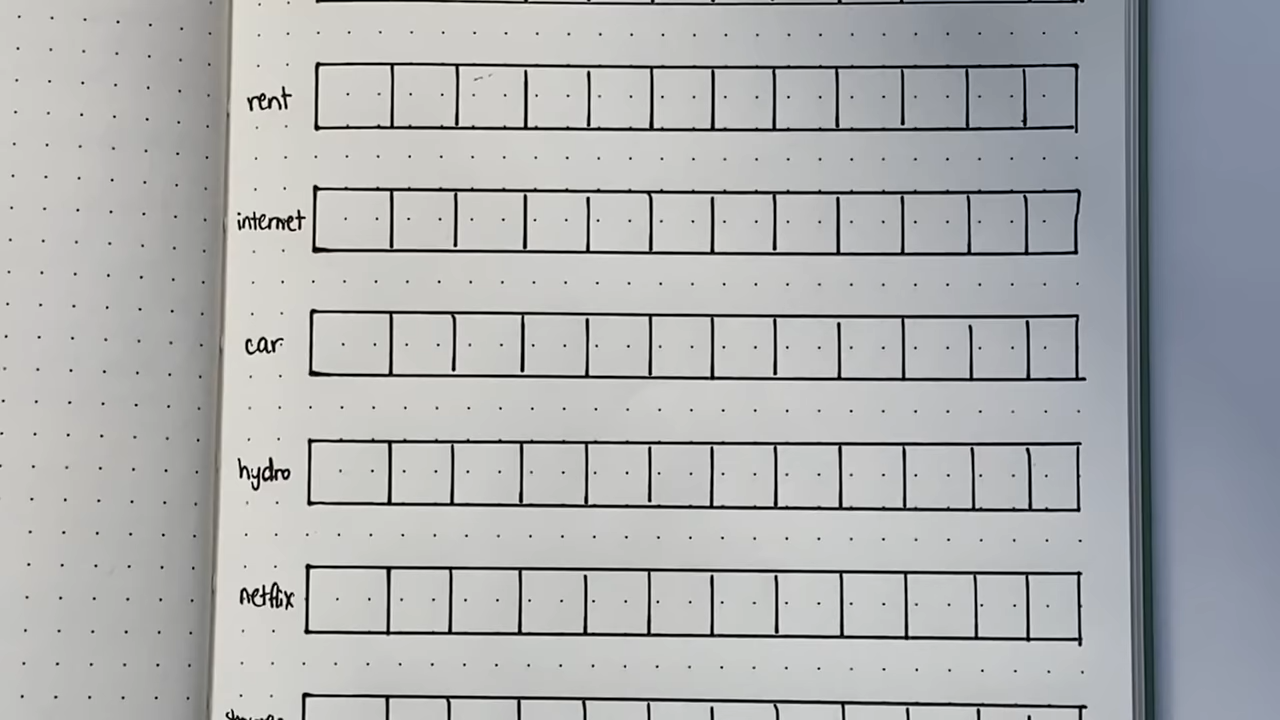 rent
internet
car
hydro
netflix